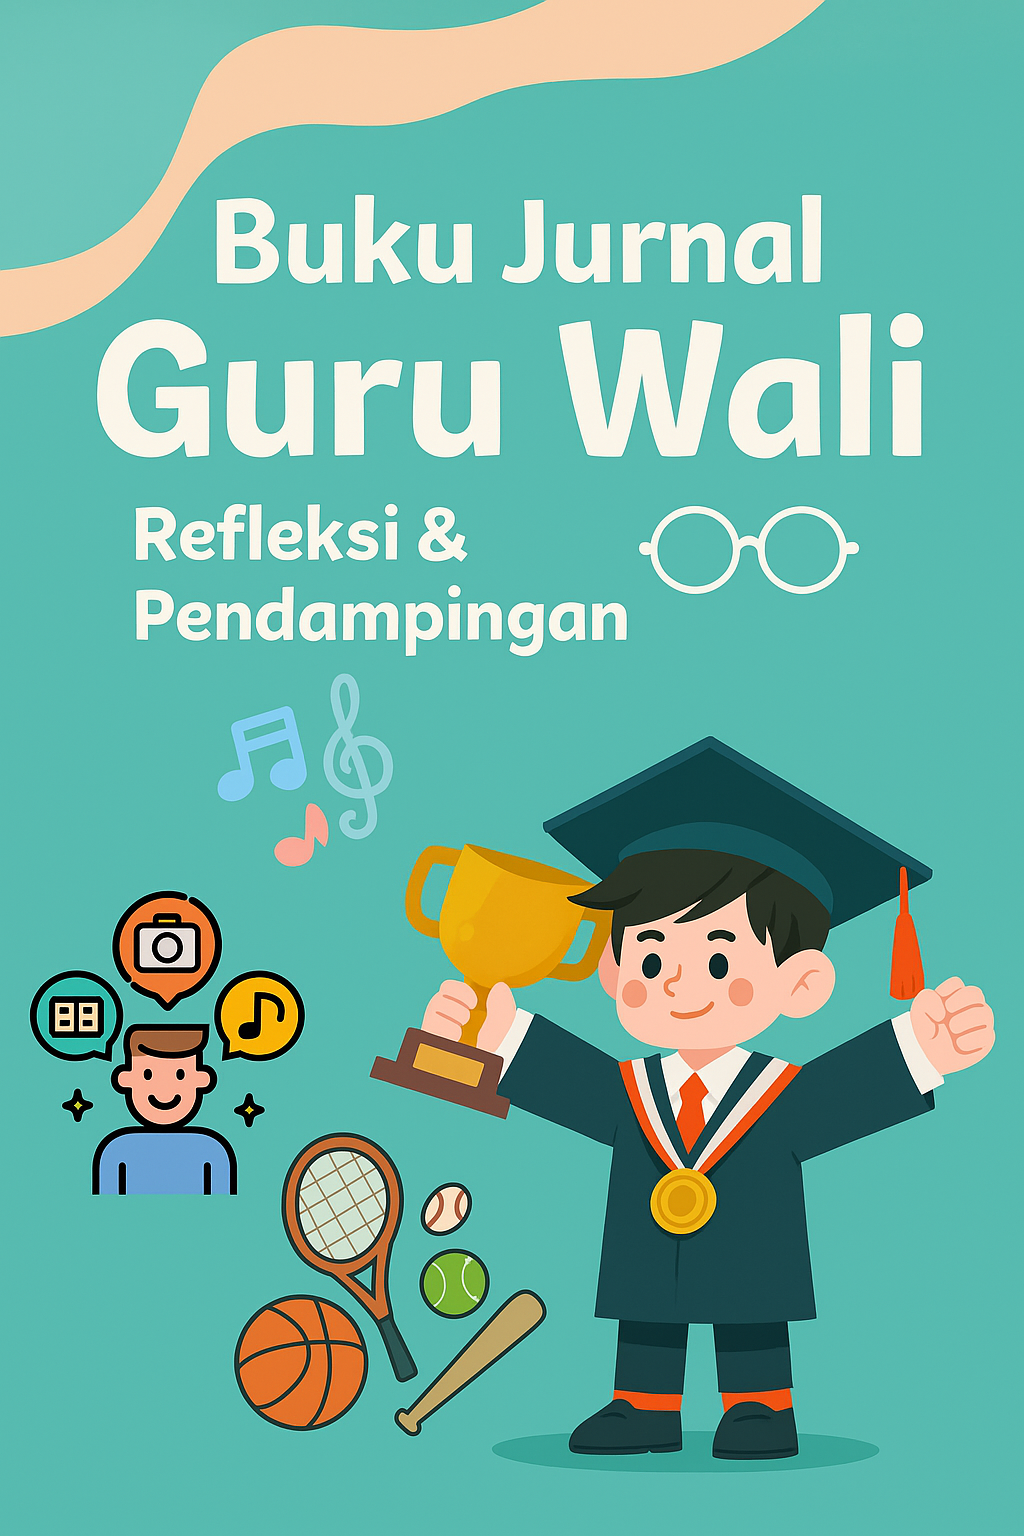 Buku Jurnal
Guru Wali
Refleksi &
Pendampingan